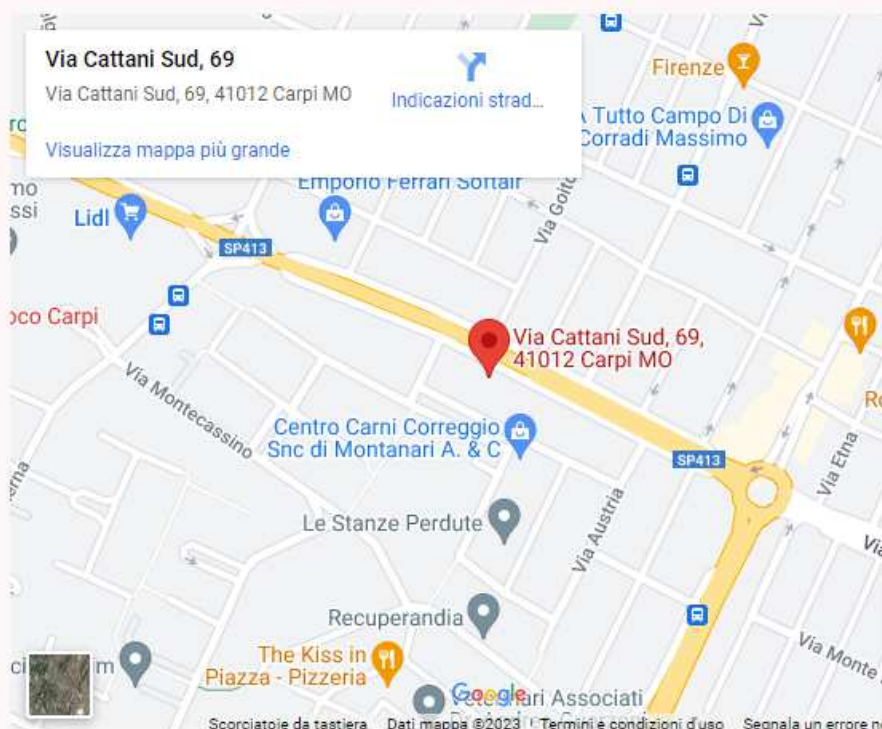 Via Cattani Sud, 69
Via Cattani Sud, 69, 41012 Carpi MO
Indicazioni strad...
Visualizza mappa più grande
Firenze
A Tutto Campo Di
Corradi Massimo
Emporio Ferrari Softair
Via Goito
Lidl
SP413
oco Carpi
Via Cattani Sud, 69,
41012 Carpi MO
Via Montecassino
Centro Carni Correggio
Snc di Montanari A. & C
SP413
Via Etna
Le Stanze Perdute
Via Austria
Recuperandia
Via Monte
The Kiss in
Piazza - Pizzeria
Google
Associati
Scorciatoie da tastiera
Dati mappa ©2023
Termini e condizioni d'uso
Segnala un errore